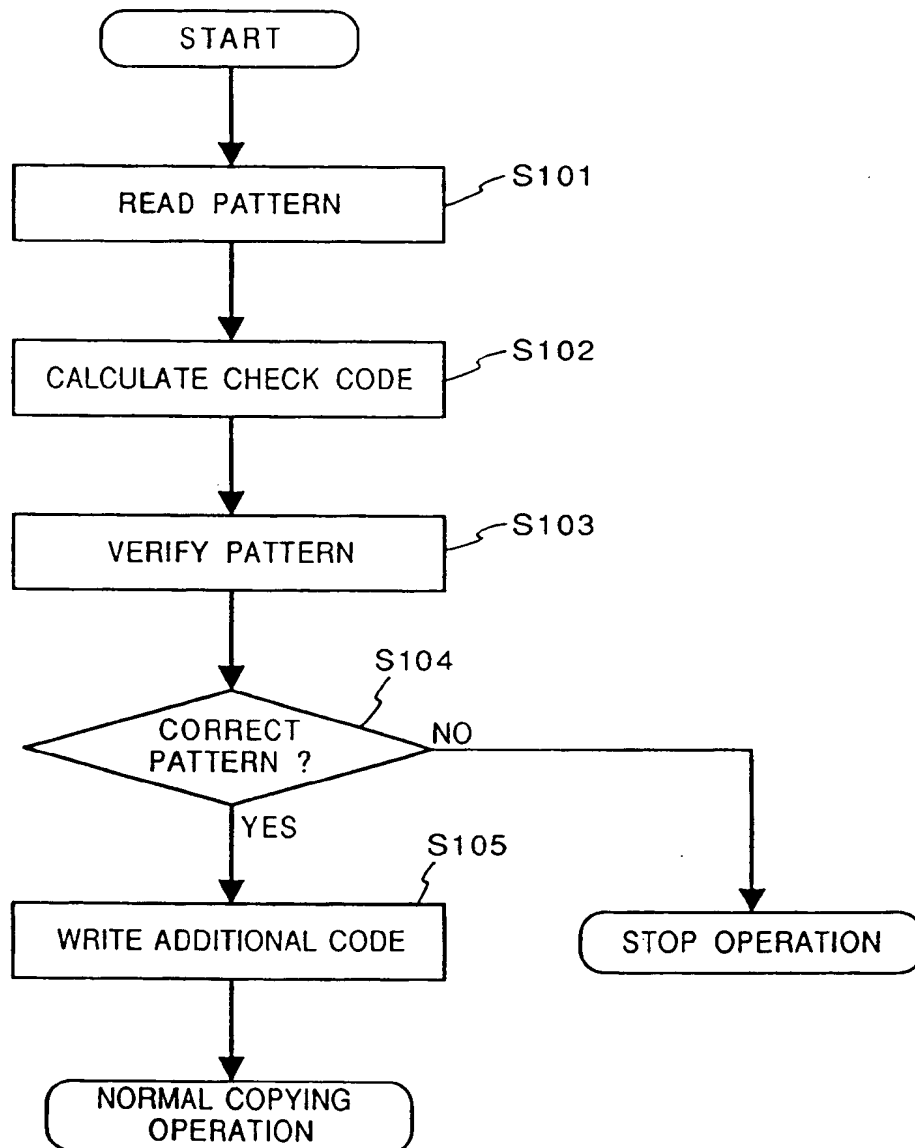 START
READ PATTERN
S101
CALCULATE CHECK CODE
S102
VERIFY PATTERN
S103
S104
CORRECT
PATTERN ?
NO
YES
S105
WRITE ADDITIONAL CODE
STOP OPERATION
NORMAL COPYING
OPERATION